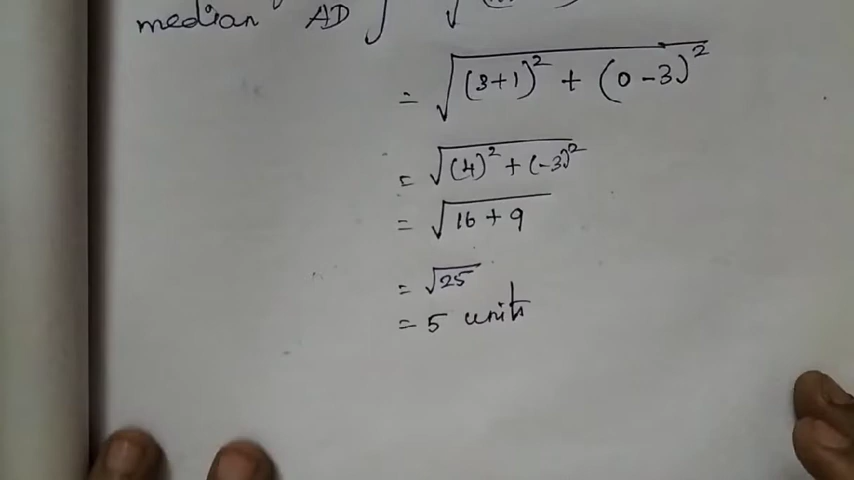 median AD
= √(3+1)² + (0-3)²
= √(4)² + (-3)²
= √16 + 9
= √25
= 5 units